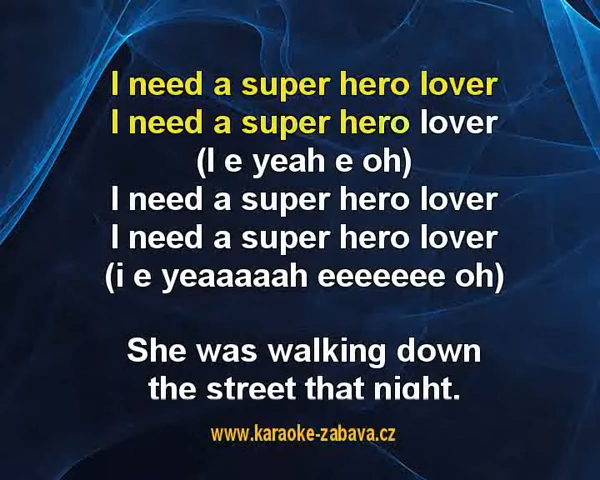 I need a super hero lover
I need a super hero lover
(I e yeah e oh)
I need a super hero lover
I need a super hero lover
(i e yeaaaaah eeeeeee oh)
She was walking down
the street that night.
www.karaoke-zabava.cz